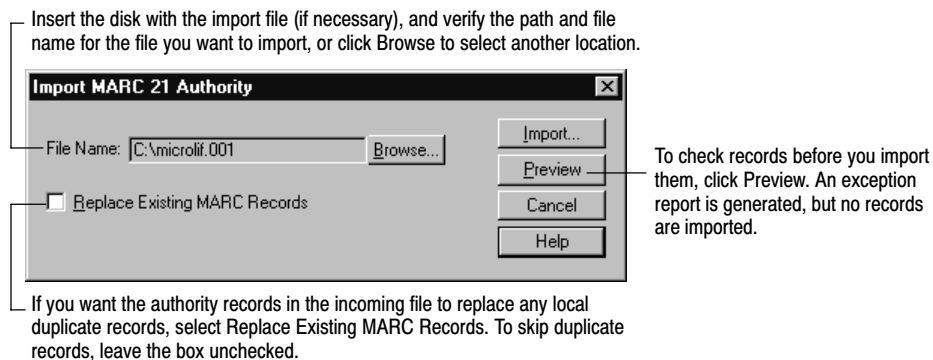 Insert the disk with the import file (if necessary), and verify the path and file
name for the file you want to import, or click Browse to select another location.
Import MARC 21 Authority
File Name: C:\microlif.001 Browse...
Replace Existing MARC Records
Import...
Preview
Cancel
Help
To check records before you import
them, click Preview. An exception
report is generated, but no records
are imported.
If you want the authority records in the incoming file to replace any local
duplicate records, select Replace Existing MARC Records. To skip duplicate
records, leave the box unchecked.